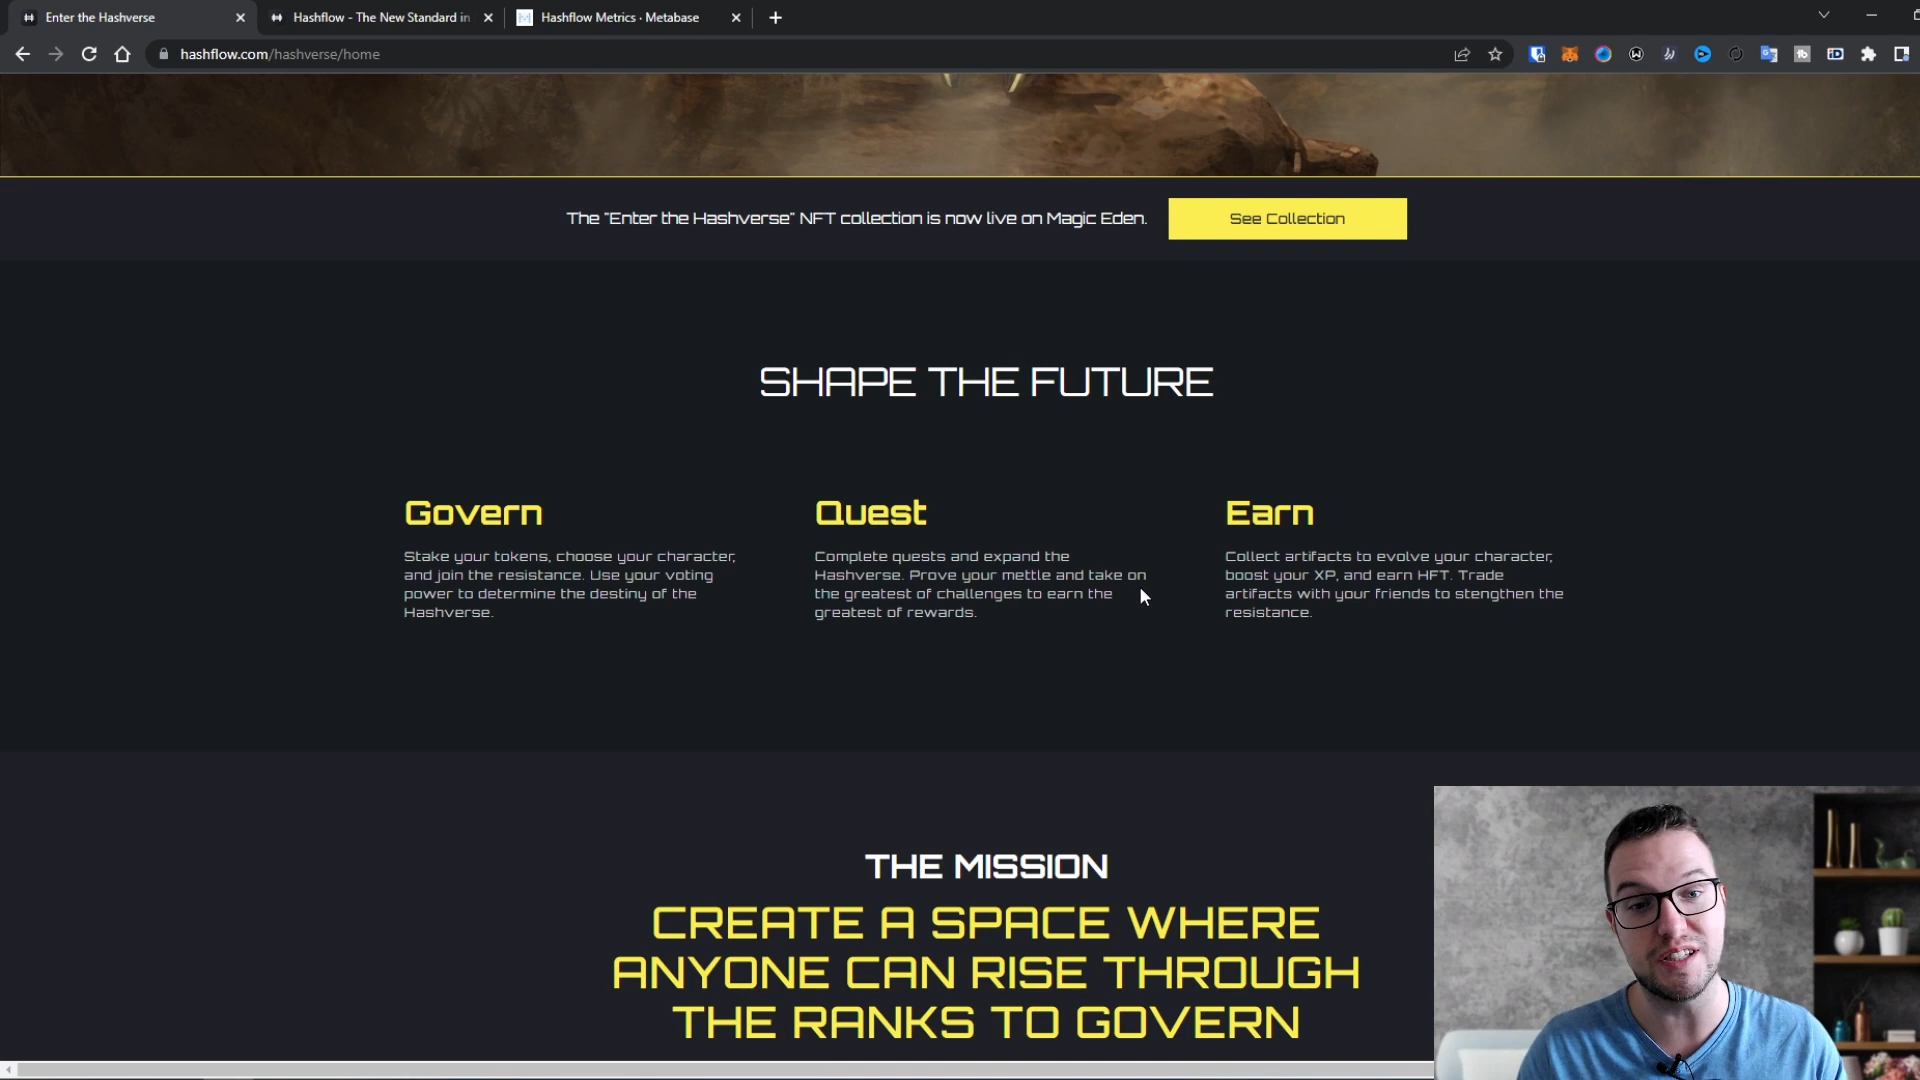 Enter the Hashverse
Hashflow - The New Standard in
Hashflow Metrics · Metabase
hashflow.com/hashverse/home
The "Enter the Hashverse" NFT collection is now live on Magic Eden.
See Collection
SHAPE THE FUTURE
Govern
Stake your tokens, choose your character,
and join the resistance. Use your voting
power to determine the destiny of the
Hashverse.
Quest
Complete quests and expand the
Hashverse. Prove your mettle and take on
the greatest of challenges to earn the
greatest of rewards.
Earn
Collect artifacts to evolve your character,
boost your XP, and earn HFT. Trade
artifacts with your friends to stengthen the
resistance.
THE MISSION
CREATE A SPACE WHERE
ANYONE CAN RISE THROUGH
THE RANKS TO GOVERN